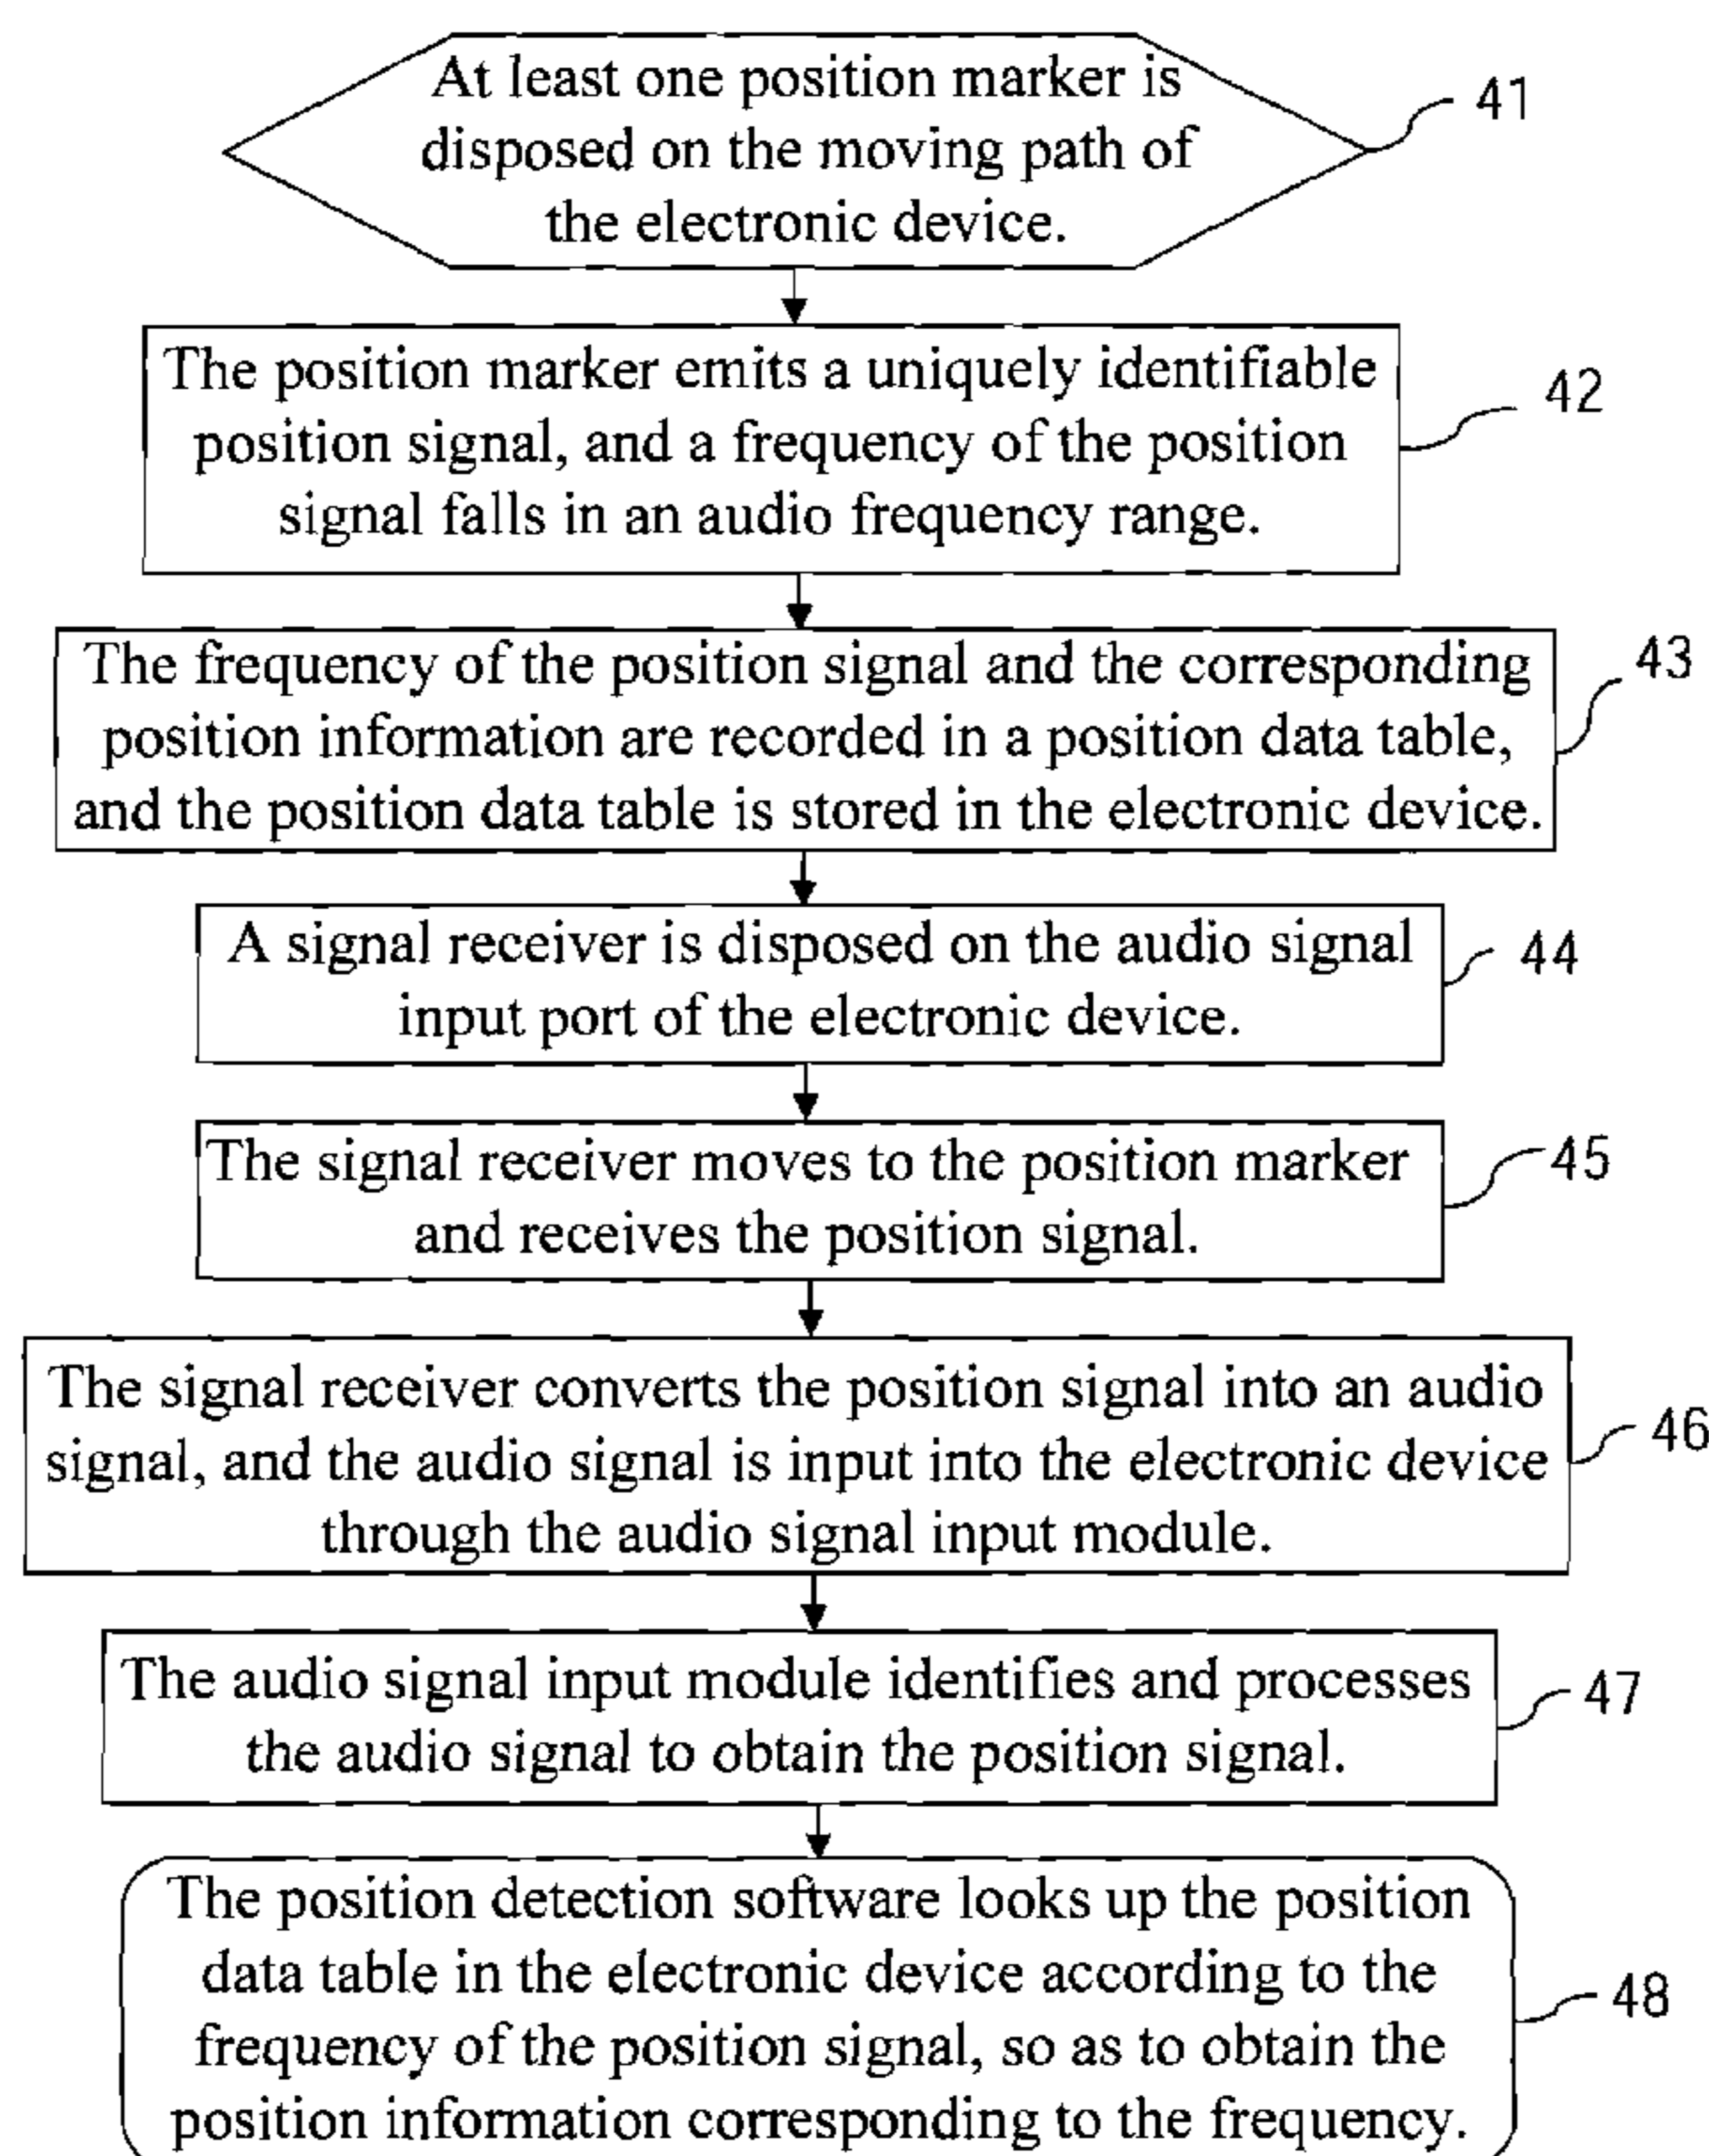 At least one position marker is
disposed on the moving path of
the electronic device.
41
The position marker emits a uniquely identifiable
position signal, and a frequency of the position
signal falls in an audio frequency range.
42
The frequency of the position signal and the corresponding
position information are recorded in a position data table,
and the position data table is stored in the electronic device.
43
A signal receiver is disposed on the audio signal
input port of the electronic device.
44
The signal receiver moves to the position marker
and receives the position signal.
45
The signal receiver converts the position signal into an audio
signal, and the audio signal is input into the electronic device
through the audio signal input module.
46
The audio signal input module identifies and processes
the audio signal to obtain the position signal.
47
The position detection software looks up the position
data table in the electronic device according to the
frequency of the position signal, so as to obtain the
position information corresponding to the frequency.
48